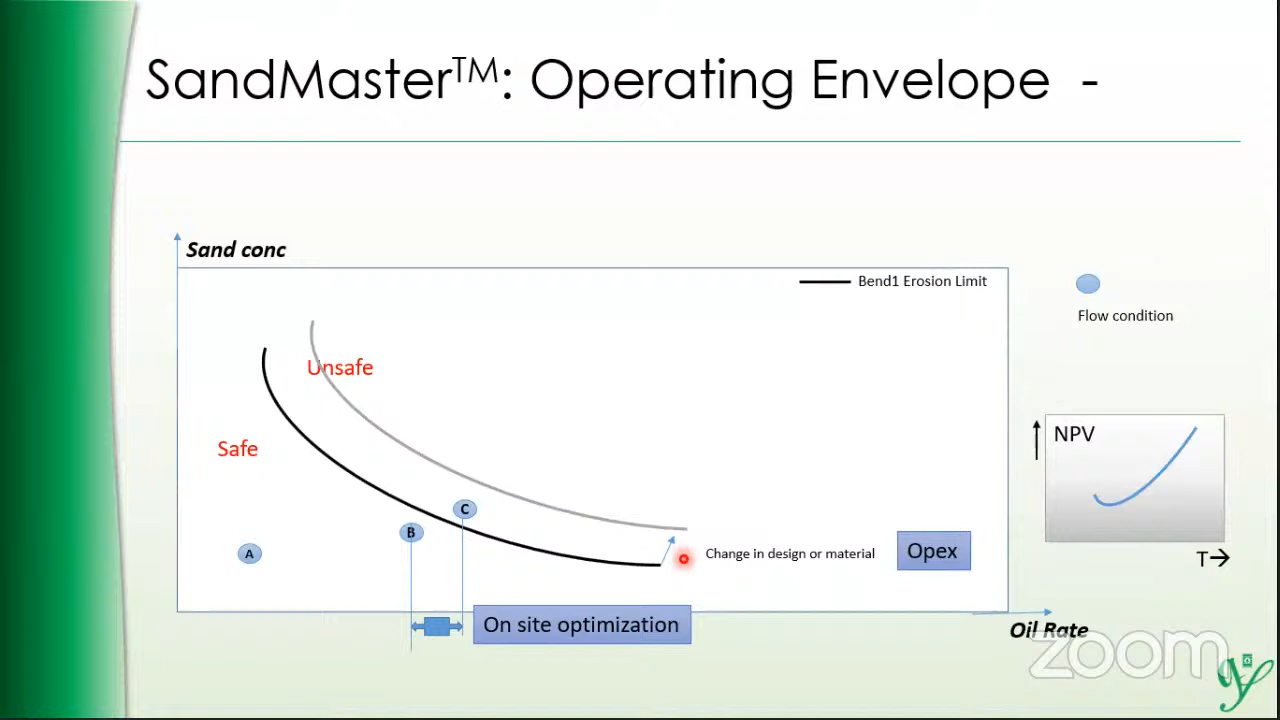 SandMaster™: Operating Envelope -
Sand conc
Bend1 Erosion Limit
Flow condition
Unsafe
Safe
NPV
C
B
A
Change in design or material
Opex
T→
On site optimization
Oil Rate
zoom